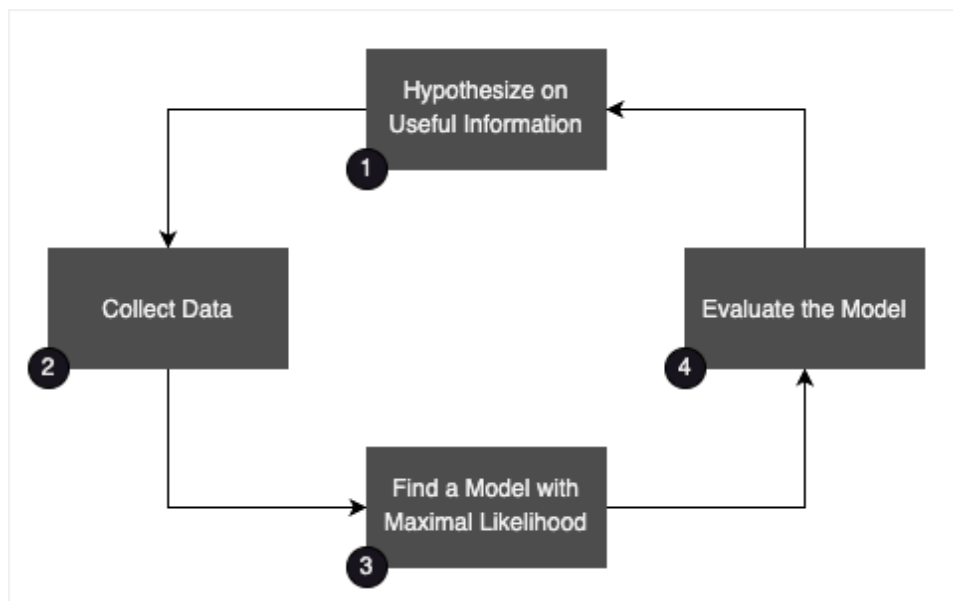 Hypothesize on
Useful Information
1
Collect Data
2
Find a Model with
Maximal Likelihood
3
Evaluate the Model
4